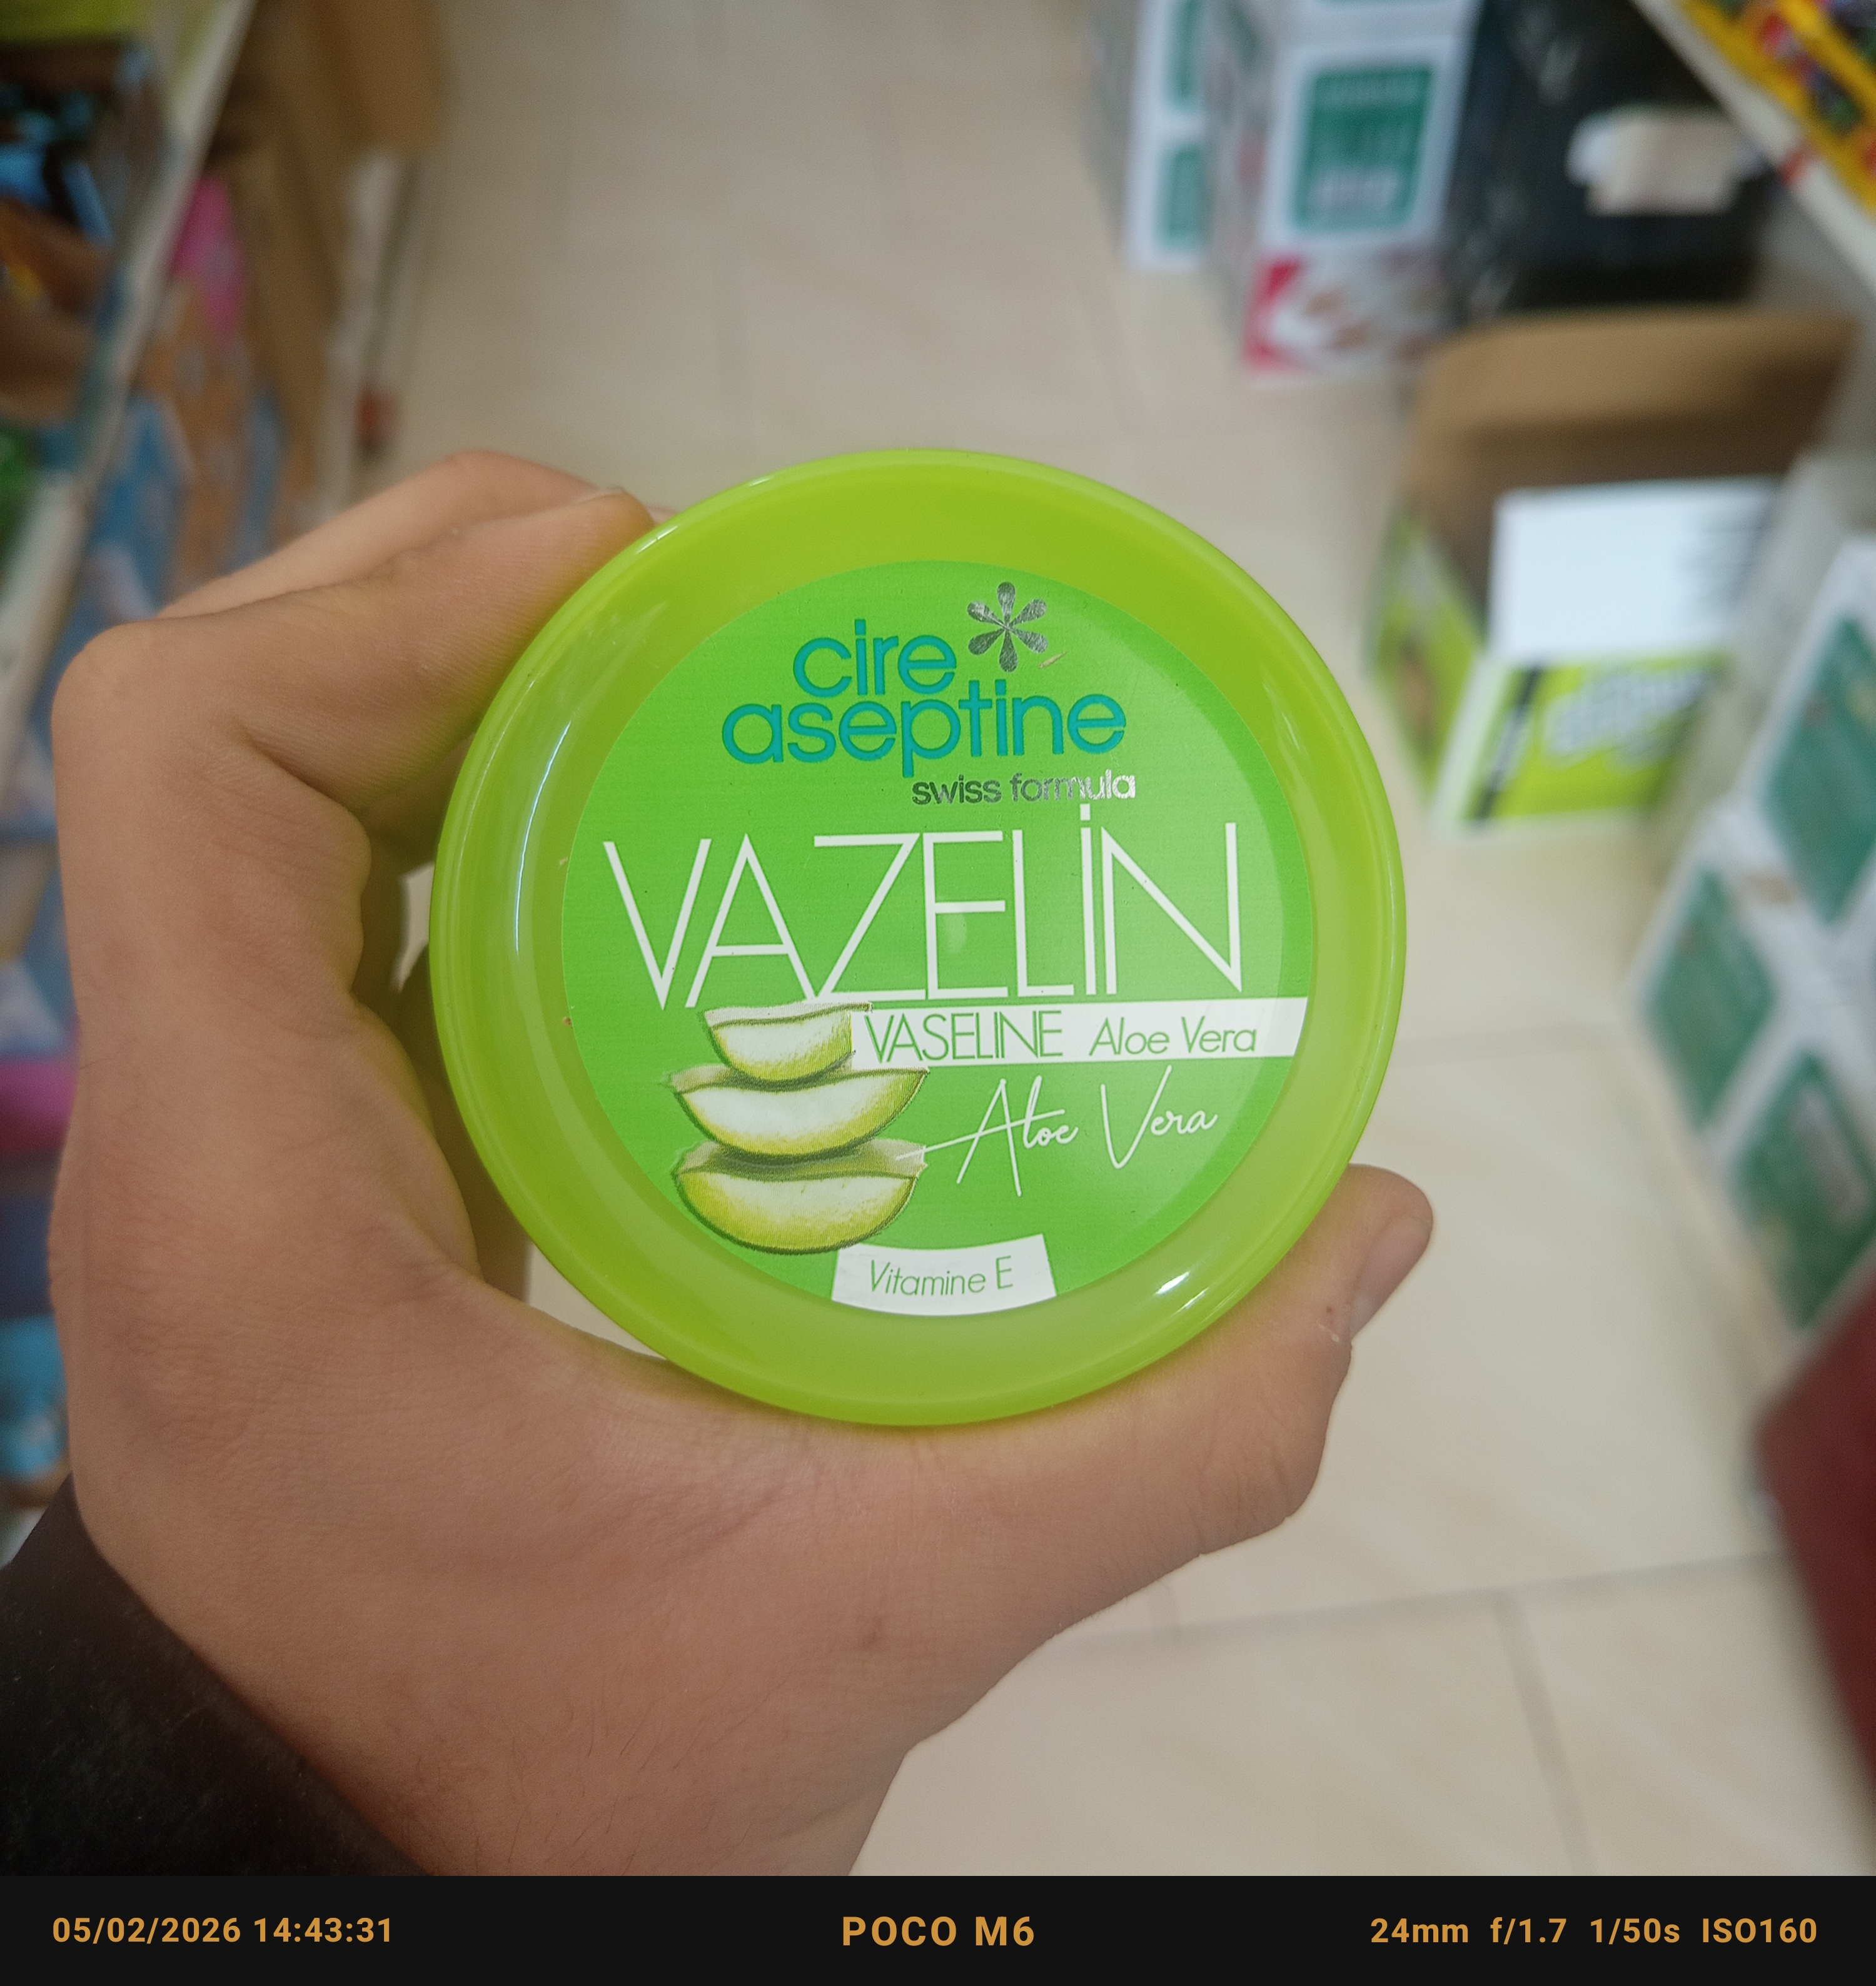 cire
aseptine
swiss formula
VAZELİN
VASELINE Aloe Vera
Aloe Vera
Vitamine E
05/02/2026 14:43:31
POCO M6
24mm f/1.7 1/50s ISO160